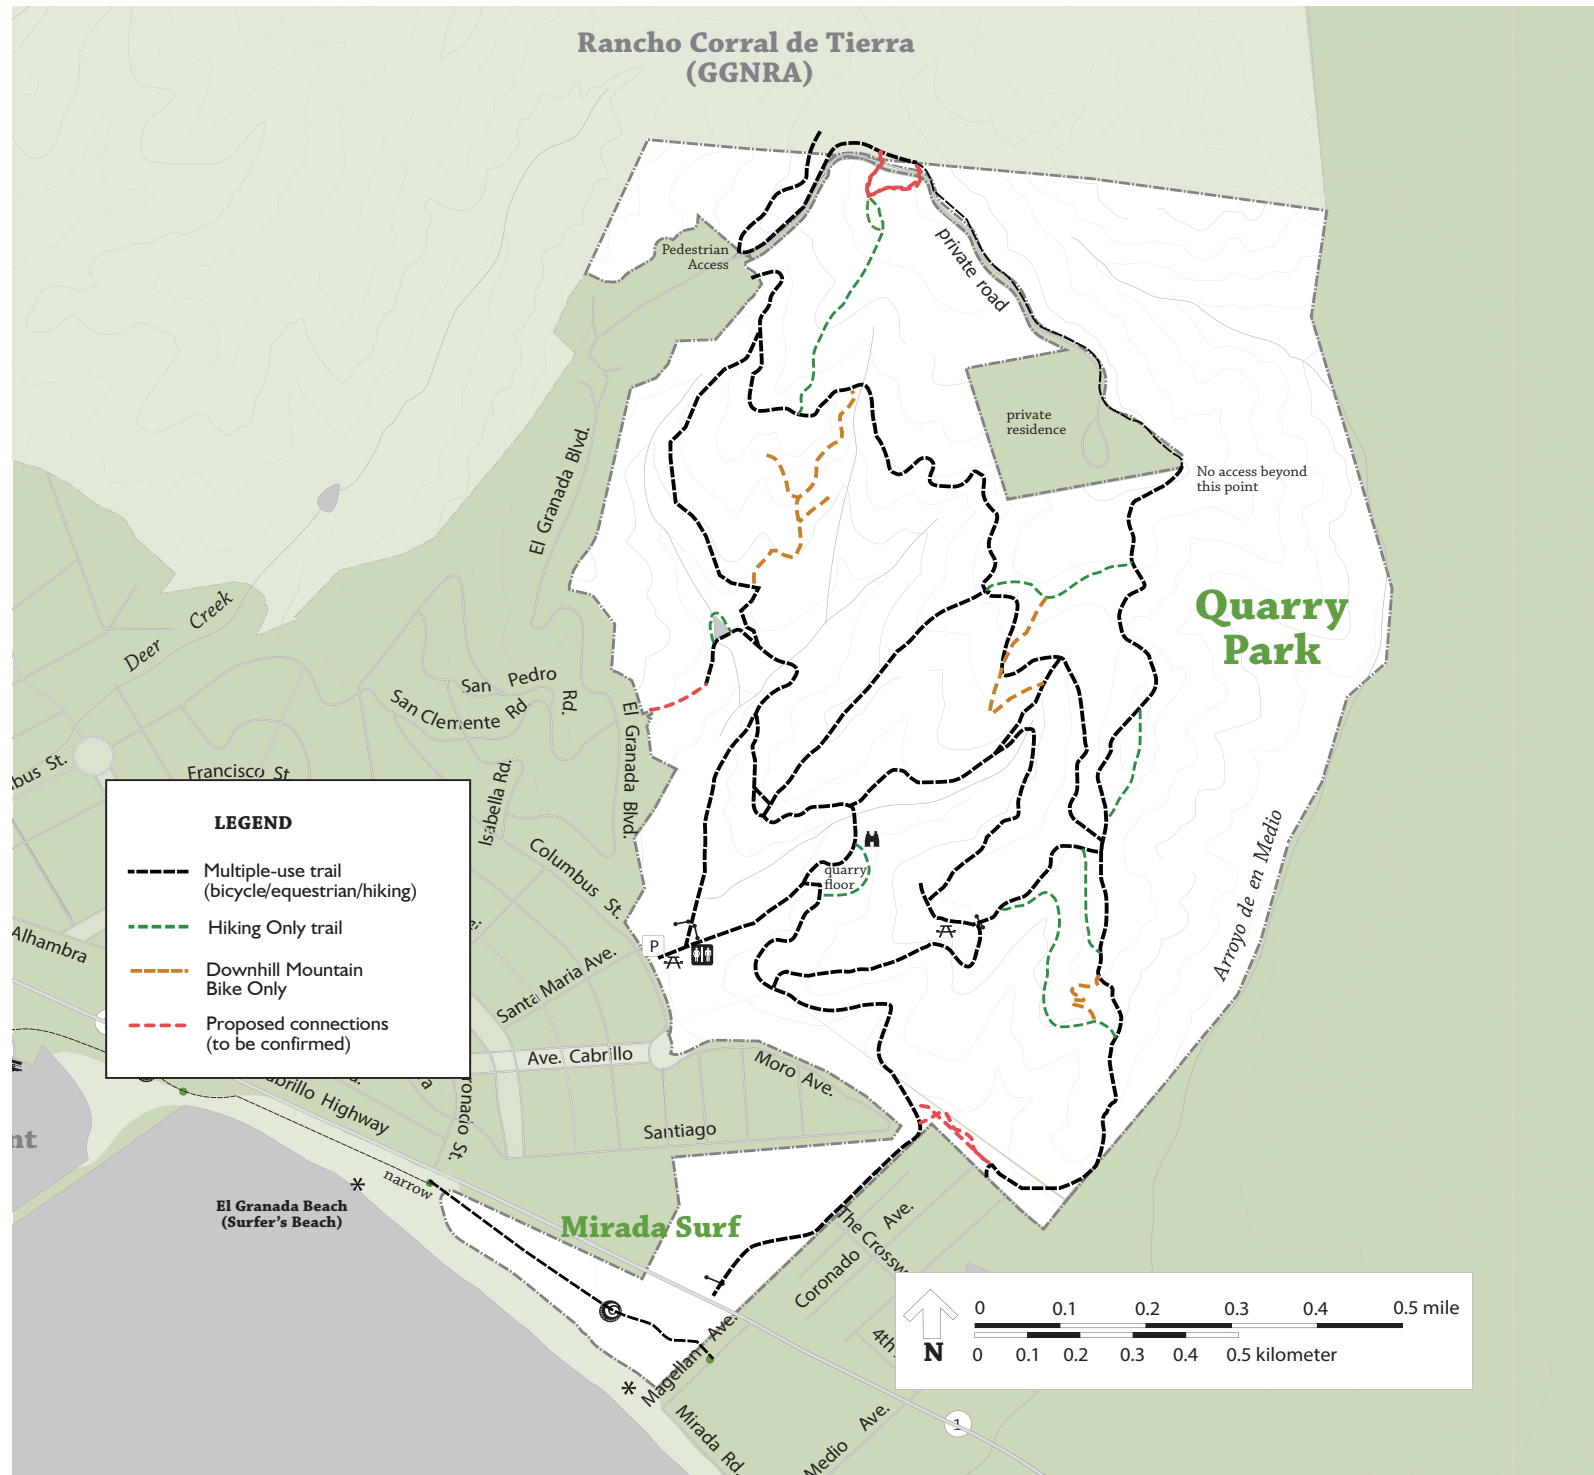 Rancho Corral de Tierra
(GGNRA)
Pedestrian
Access
private road
private
residence
No access beyond
this point
El Granada Blvd.
Quarry
Park
Deer Creek
San Pedro
Rd.
San Clemente Rd
El Granada Blvd.
Francisco St
Isabella Rd.
Columbus St.
quarry
floor
Arroyo de en Medio
P
Alhambra
Santa Maria Ave.
Ave. Cabrillo
Moro Ave.
Santiago
LEGEND
Multiple-use trail
(bicycle/equestrian/hiking)
Hiking Only trail
Downhill Mountain
Bike Only
Proposed connections
(to be confirmed)
Highway
St.
narrow
El Granada Beach
(Surfer's Beach)
Mirada Surf
The Crossw
Coronado Ave.
4th
Magellan Ave.
Mirada Rd.
Medio Ave.
1
N
0 0.1 0.2 0.3 0.4 0.5 mile
0 0.1 0.2 0.3 0.4 0.5 kilometer